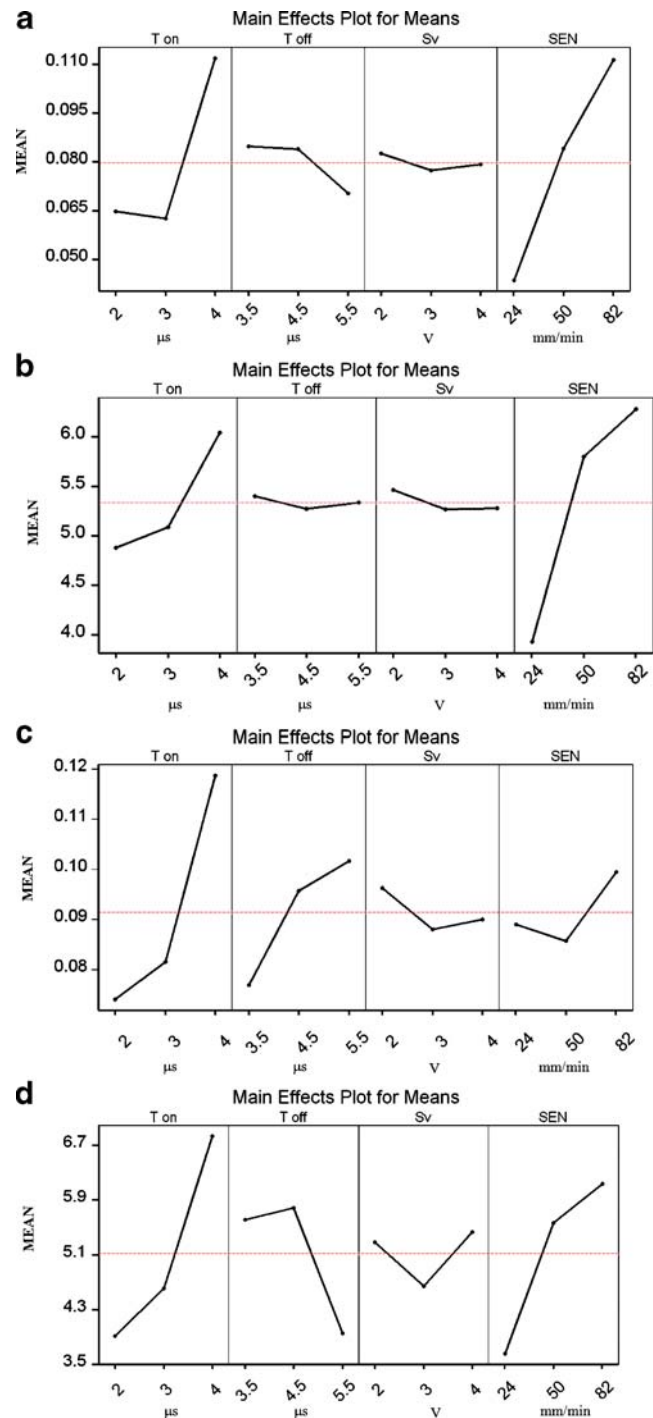 a
Main Effects Plot for Means
T on T off Sv SEN
MEAN
0.110
0.095
0.080
0.065
0.050
2 3 4 3.5 4.5 5.5 2 3 4 24 50 82
μs μs V mm/min
b
Main Effects Plot for Means
T on T off Sv SEN
MEAN
6.0
5.5
5.0
4.5
4.0
2 3 4 3.5 4.5 5.5 2 3 4 24 50 82
μs μs V mm/min
c
Main Effects Plot for Means
T on T off Sv SEN
MEAN
0.12
0.11
0.10
0.09
0.08
2 3 4 3.5 4.5 5.5 2 3 4 24 50 82
μs μs V mm/min
d
Main Effects Plot for Means
T on T off Sv SEN
MEAN
6.7
5.9
5.1
4.3
3.5
2 3 4 3.5 4.5 5.5 2 3 4 24 50 82
μs μs V mm/min